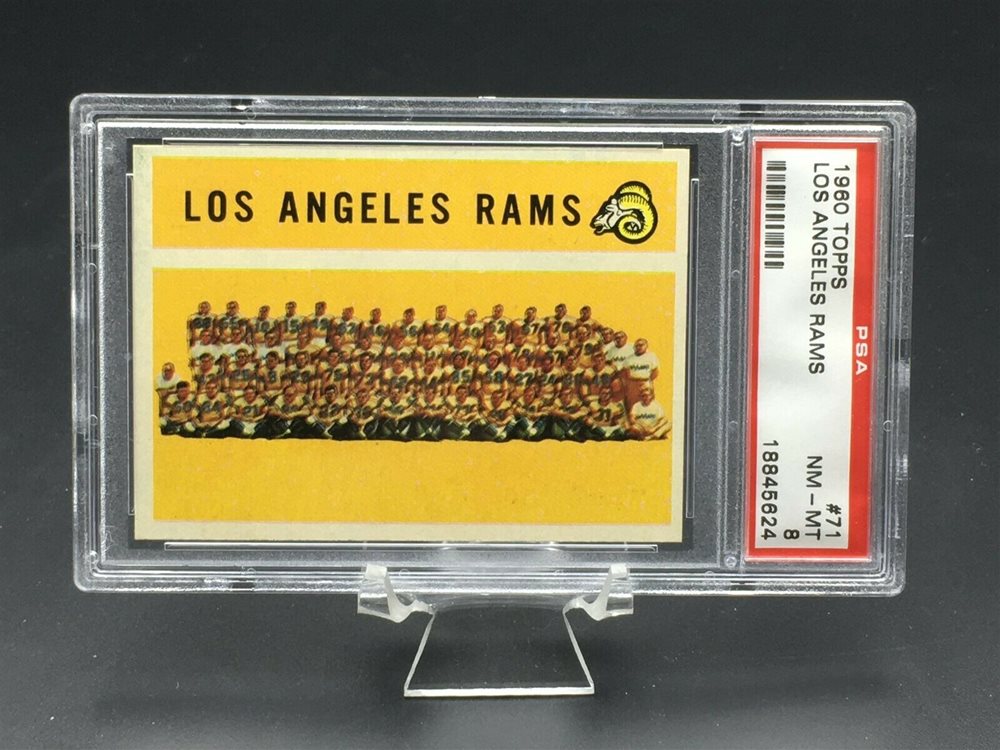 LOS ANGELES RAMS
1960 TOPPS #71
LOS ANGELES RAMS NM - MT
8
18845624
PSA